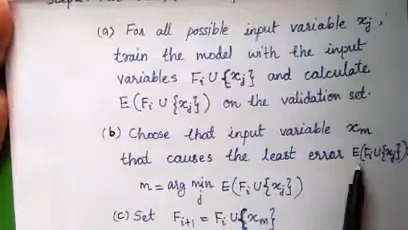 (a) For all possible input variable xⱼ,
train the model with the input
variables Fᵢ ∪ {xⱼ} and calculate
E(Fᵢ ∪ {xⱼ}) on the validation set.
(b) Choose that input variable xₘ
that causes the least error E(Fᵢ∪{xⱼ})
m = arg min E(Fᵢ ∪ {xⱼ})
j
(c) Set Fᵢ₊₁ = Fᵢ ∪ {xₘ}